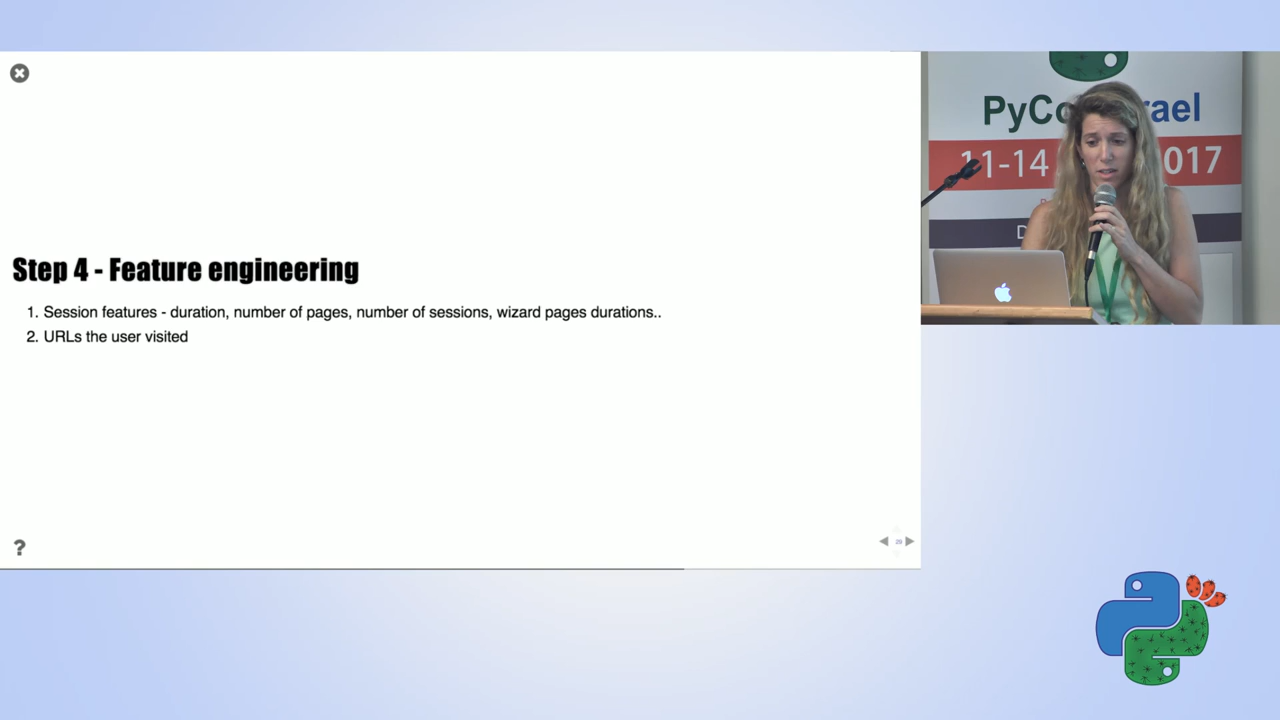 Step 4 - Feature engineering
1. Session features - duration, number of pages, number of sessions, wizard pages durations..
2. URLs the user visited
?
29
PyCo rael
11-14 017
D